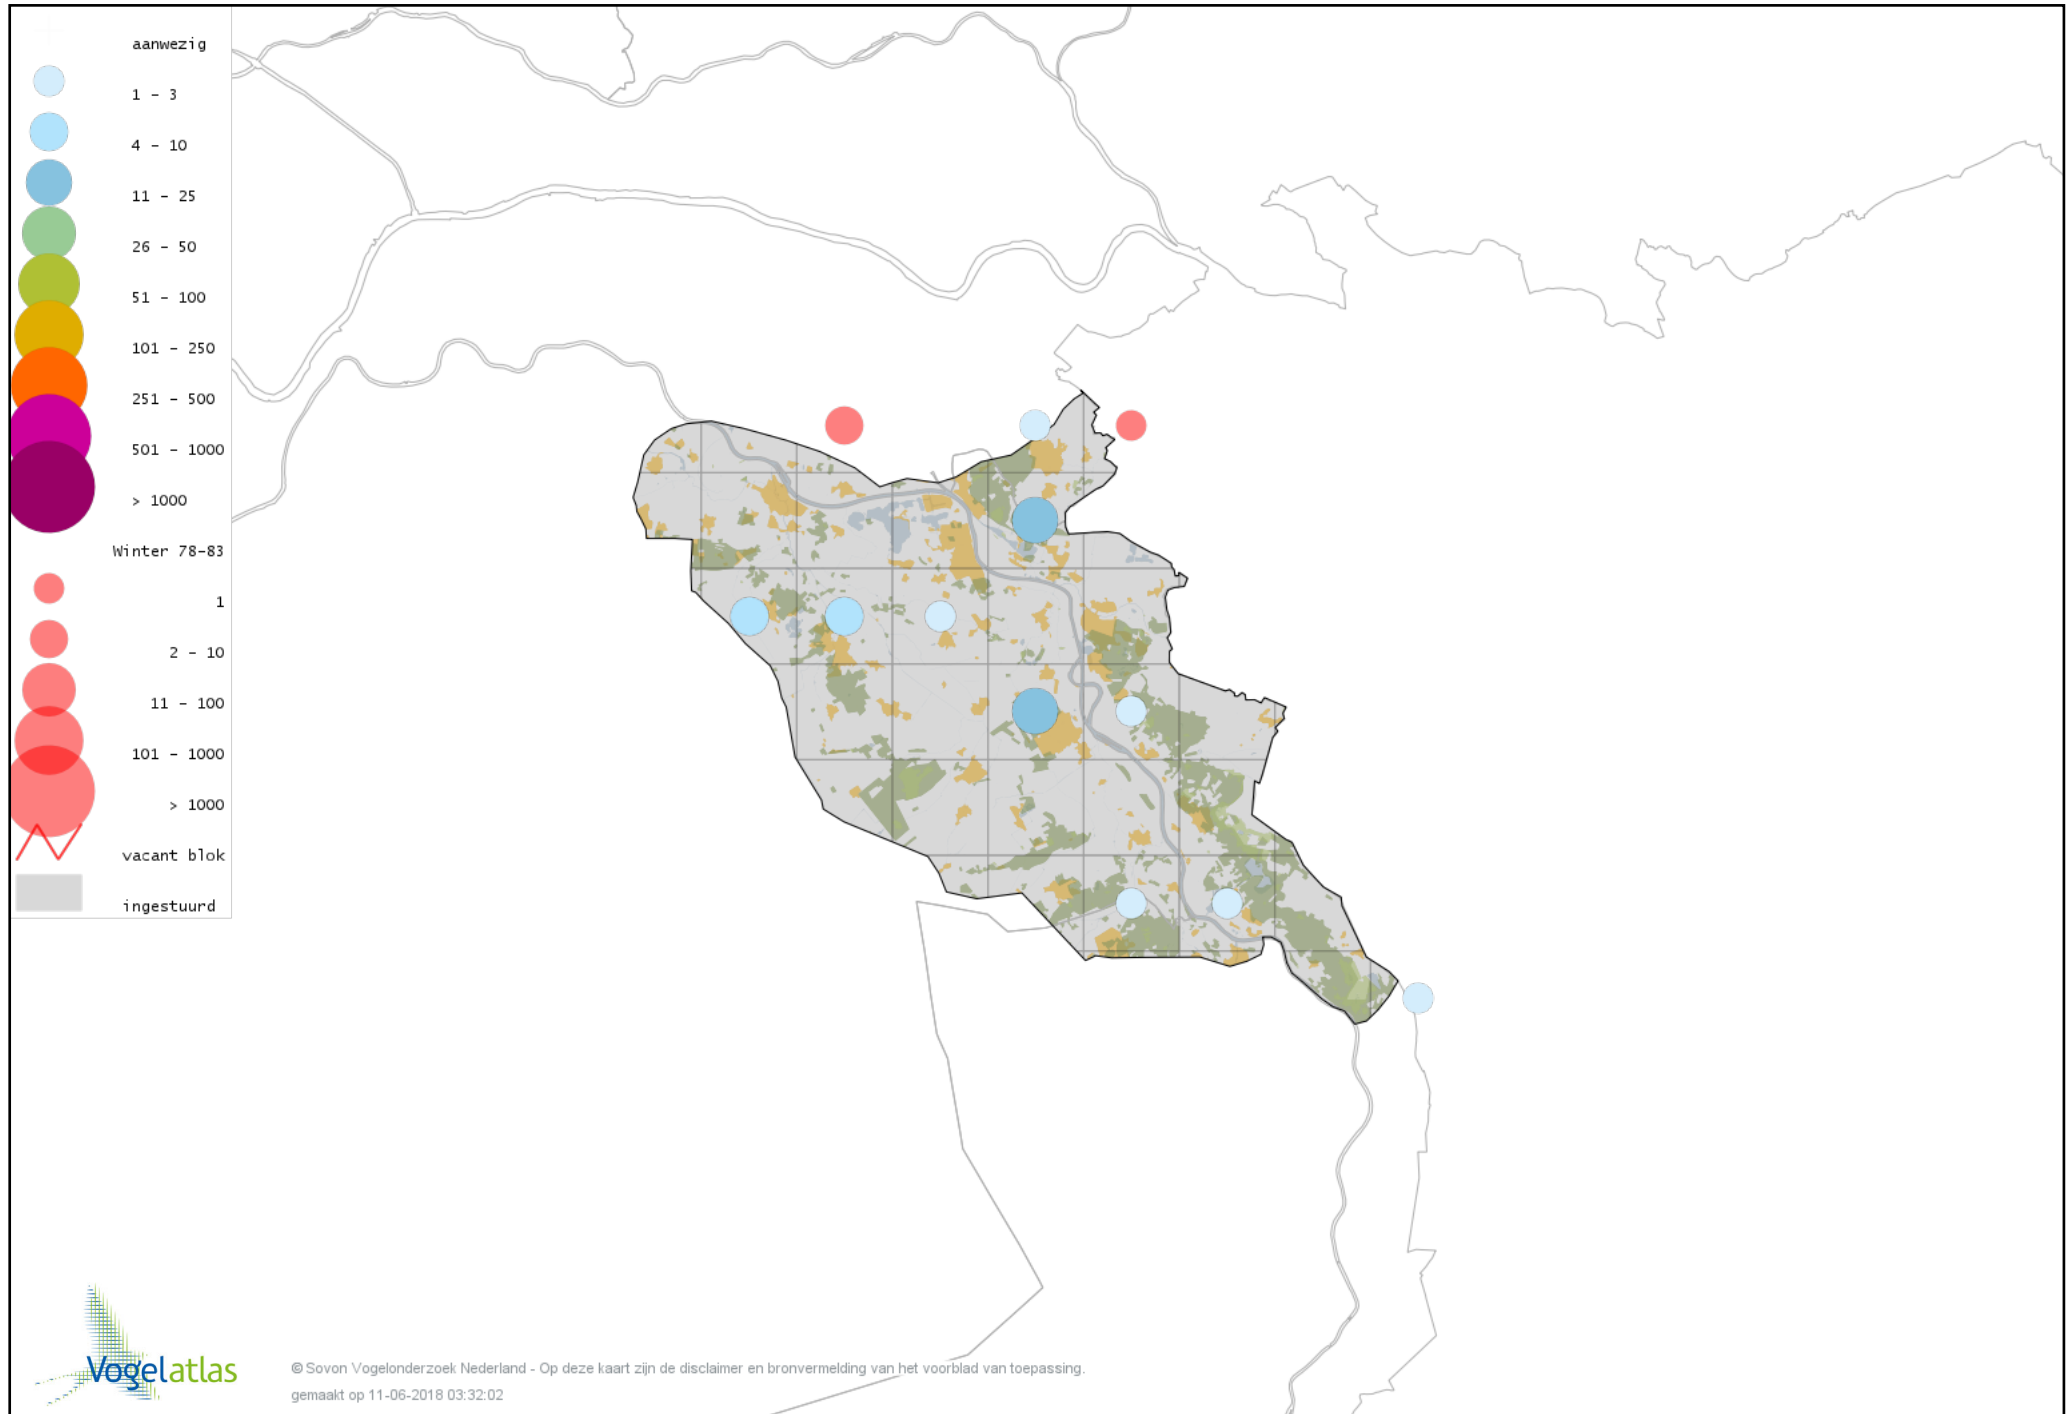 aanwezig
1 - 3
4 - 10
11 - 25
26 - 50
51 - 100
101 - 250
251 - 500
501 - 1000
> 1000
Winter 78-83
1
2 - 10
11 - 100
101 - 1000
> 1000
vacant blok
ingestuurd
Vogelatlas
© Sovon Vogelonderzoek Nederland - Op deze kaart zijn de disclaimer en bronvermelding van het voorblad van toepassing.
gemaakt op 11-06-2018 03:32:02